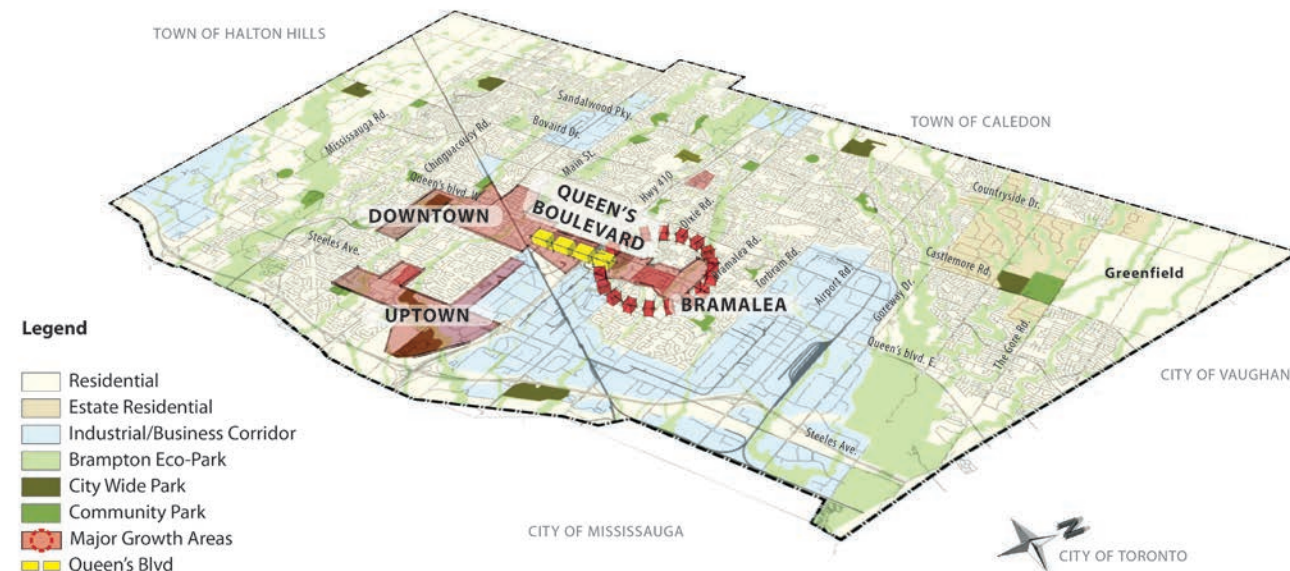 TOWN OF HALTON HILLS
TOWN OF CALEDON
Sandalwood Pky.
Mississauga Rd.
Bovaird Dr.
Chinguacousy Rd.
Main St.
Hwy 410
Queen's blvd. W.
Countryside Dr.
QUEEN'S
BOULEVARD
DOWNTOWN
Dixie Rd.
Steeles Ave.
Bramalea Rd.
Torbram Rd.
Castlemore Rd.
Airport Rd.
Greenfield
Goreway Dr.
BRAMALEA
UPTOWN
The Gore Rd.
Queen's blvd. E.
CITY OF VAUGHAN
Legend
Residential
Estate Residential
Industrial/Business Corridor
Brampton Eco-Park
City Wide Park
Community Park
Major Growth Areas
Queen's Blvd
Steeles Ave.
CITY OF MISSISSAUGA
N
CITY OF TORONTO